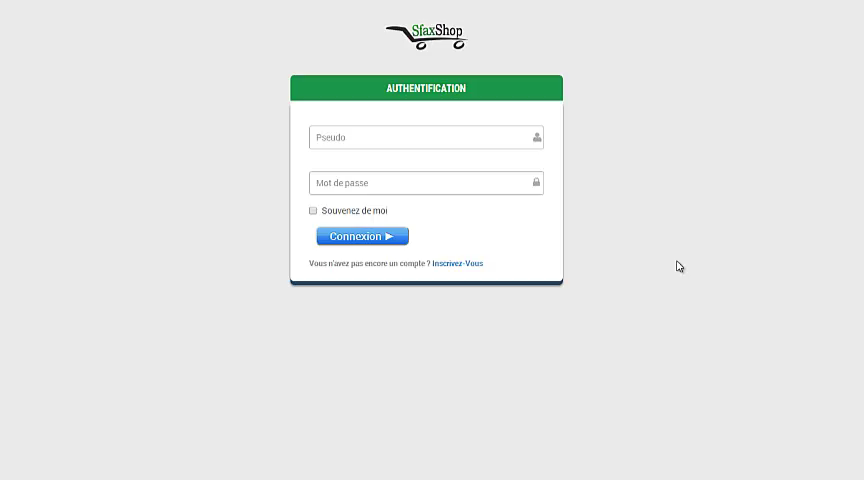 SfaxShop
AUTHENTIFICATION
Pseudo
Mot de passe
Souvenez de moi
Connexion ►
Vous n'avez pas encore un compte ? Inscrivez-Vous